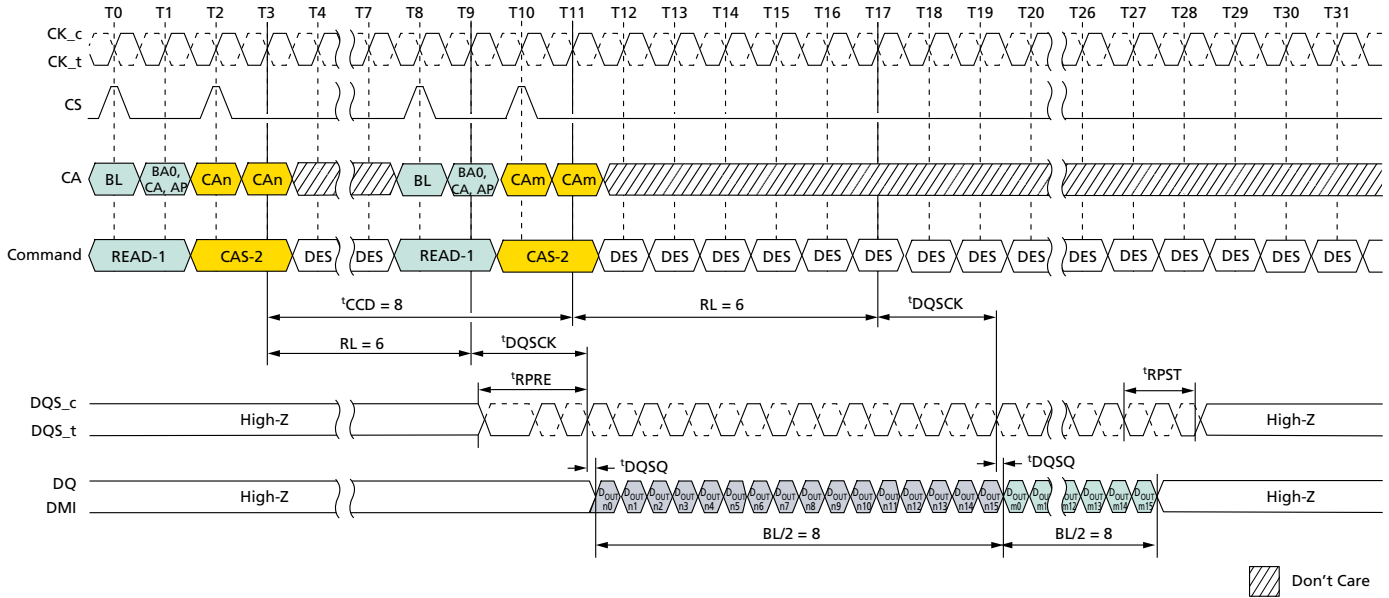 T0 T1 T2 T3 T4 T7 T8 T9 T10 T11 T12 T13 T14 T15 T16 T17 T18 T19 T20 T26 T27 T28 T29 T30 T31
CK_c
CK_t
CS
CA BL BA0, CA, AP CAn CAn BL BA0, CA, AP CAm CAm
Command READ-1 CAS-2 DES DES READ-1 CAS-2 DES DES DES DES DES DES DES DES DES DES DES DES DES DES DES
tCCD = 8 RL = 6 tDQSCK
RL = 6 tDQSCK
tRPRE tRPST
DQS_c
DQS_t
High-Z High-Z
tDQSQ tDQSQ
DQ
DMI
High-Z DOUT n0 DOUT n1 DOUT n2 DOUT n3 DOUT n4 DOUT n5 DOUT n6 DOUT n7 DOUT n8 DOUT n9 DOUT n10 DOUT n11 DOUT n12 DOUT n13 DOUT n14 DOUT n15 DOUT m0 DOUT m1 DOUT m12 DOUT m13 DOUT m14 DOUT m15 High-Z
BL/2 = 8 BL/2 = 8
Don't Care